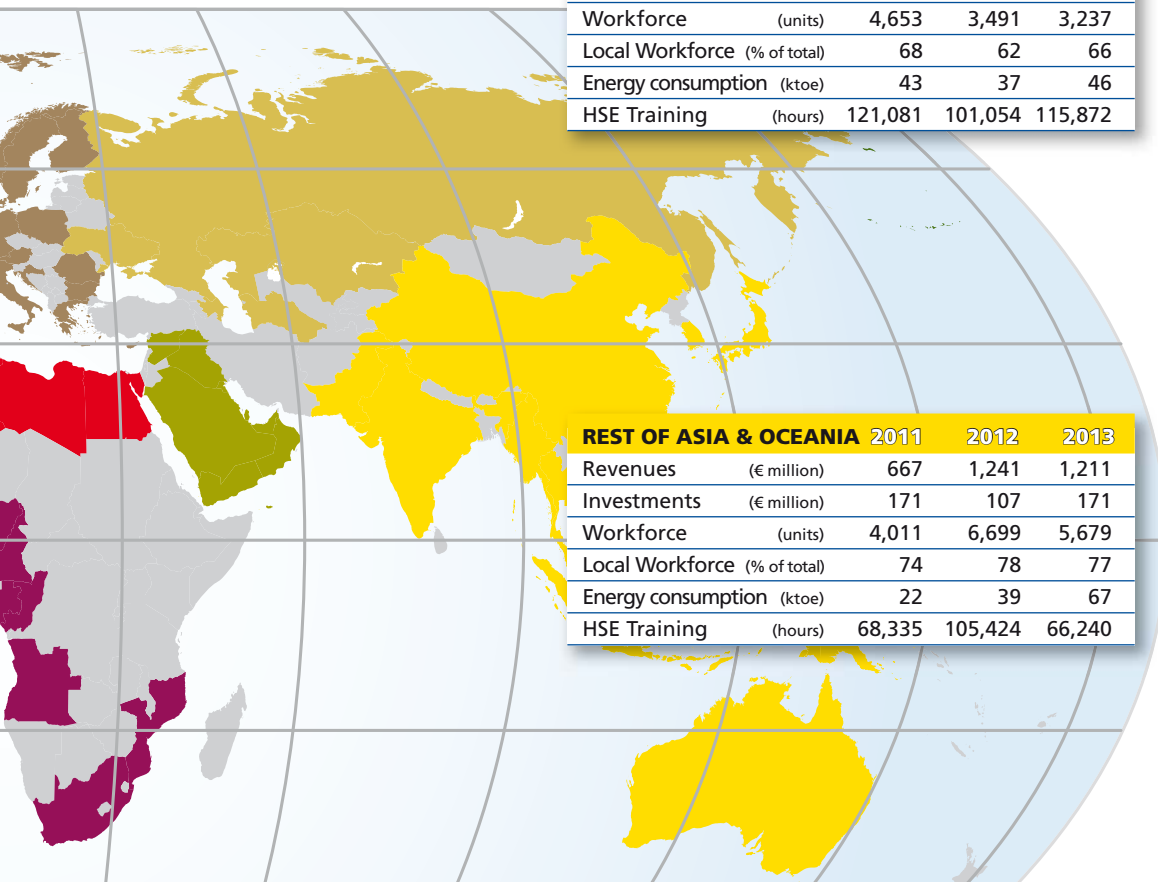 Workforce (units) 4,653 3,491 3,237
Local Workforce (% of total) 68 62 66
Energy consumption (ktoe) 43 37 46
HSE Training (hours) 121,081 101,054 115,872
REST OF ASIA & OCEANIA 2011 2012 2013
Revenues (€ million) 667 1,241 1,211
Investments (€ million) 171 107 171
Workforce (units) 4,011 6,699 5,679
Local Workforce (% of total) 74 78 77
Energy consumption (ktoe) 22 39 67
HSE Training (hours) 68,335 105,424 66,240